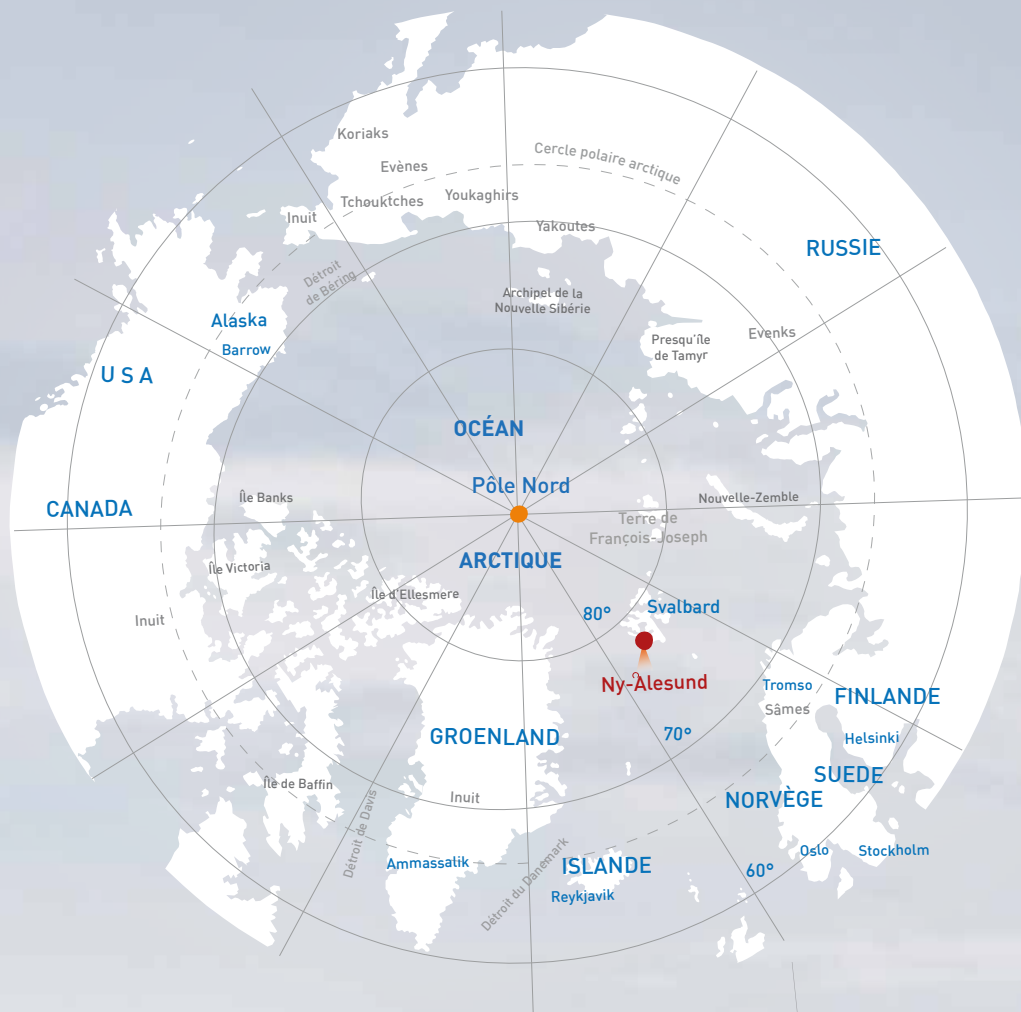 Koriaks
Cercle polaire arctique
Evènes
Tchouktches
Youkaghirs
Inuit
Yakoutes
RUSSIE
Détroit
de Béring
Archipel de la
Nouvelle Sibérie
Alaska
Barrow
Evenks
Presqu'île
de Tamyr
U S A
OCÉAN
Pôle Nord
CANADA
Île Banks
Nouvelle-Zemble
Terre de
François-Joseph
ARCTIQUE
Île Victoria
Île d'Ellesmere
80°
Svalbard
Inuit
Ny-Ålesund
Tromso
FINLANDE
Sâmes
GROENLAND
70°
Helsinki
SUEDE
Île de Baffin
Inuit
NORVÈGE
Détroit de Davis
Ammassalik
Détroit du Danemark
ISLANDE
60°
Oslo
Stockholm
Reykjavik